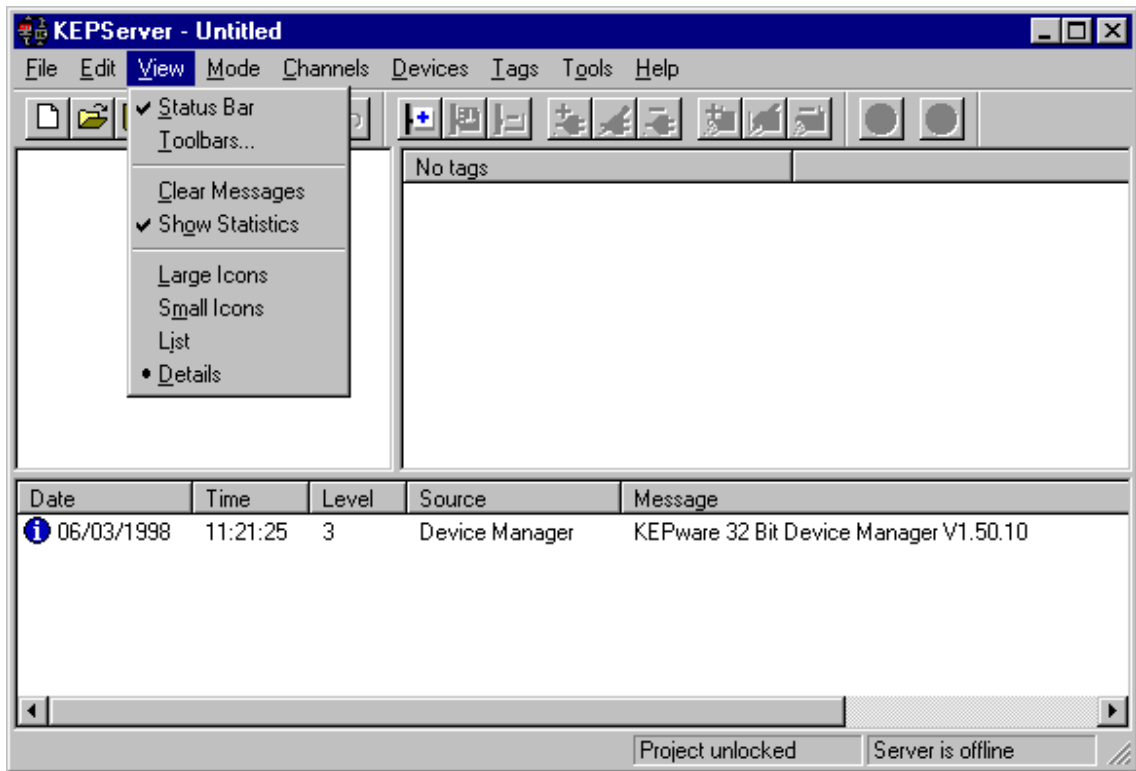 KEPServer - Untitled
File Edit View Mode Channels Devices Tags Tools Help
Status Bar
Toolbars...
Clear Messages
Show Statistics
Large Icons
Small Icons
List
Details
No tags
Date Time Level Source Message
06/03/1998 11:21:25 3 Device Manager KEPware 32 Bit Device Manager V1.50.10
Project unlocked Server is offline